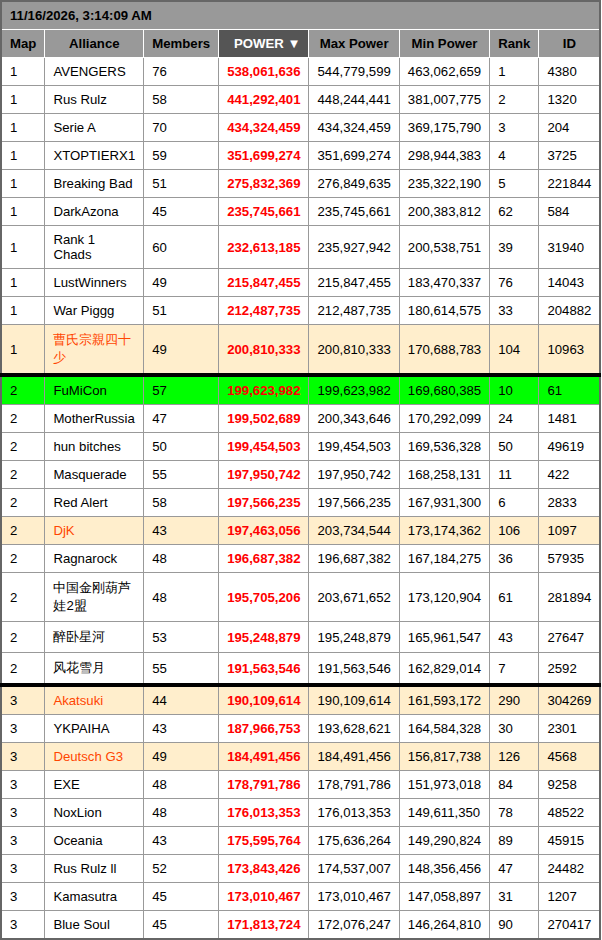 11/16/2026, 3:14:09 AM
Map Alliance Members POWER ▼ Max Power Min Power Rank ID
1 AVENGERS 76 538,061,636 544,779,599 463,062,659 1 4380
1 Rus Rulz 58 441,292,401 448,244,441 381,007,775 2 1320
1 Serie A 70 434,324,459 434,324,459 369,175,790 3 204
1 XTOPTIERX1 59 351,699,274 351,699,274 298,944,383 4 3725
1 Breaking Bad 51 275,832,369 276,849,635 235,322,190 5 221844
1 DarkAzona 45 235,745,661 235,745,661 200,383,812 62 584
1 Rank 1
Chads 60 232,613,185 235,927,942 200,538,751 39 31940
1 LustWinners 49 215,847,455 215,847,455 183,470,337 76 14043
1 War Piggg 51 212,487,735 212,487,735 180,614,575 33 204882
1 曹氏宗親四十
少 49 200,810,333 200,810,333 170,688,783 104 10963
2 FuMiCon 57 199,623,982 199,623,982 169,680,385 10 61
2 MotherRussia 47 199,502,689 200,343,646 170,292,099 24 1481
2 hun bitches 50 199,454,503 199,454,503 169,536,328 50 49619
2 Masquerade 55 197,950,742 197,950,742 168,258,131 11 422
2 Red Alert 58 197,566,235 197,566,235 167,931,300 6 2833
2 DjK 43 197,463,056 203,734,544 173,174,362 106 1097
2 Ragnarock 48 196,687,382 196,687,382 167,184,275 36 57935
2 中国金刚葫芦
娃2盟 48 195,705,206 203,671,652 173,120,904 61 281894
2 醉卧星河 53 195,248,879 195,248,879 165,961,547 43 27647
2 风花雪月 55 191,563,546 191,563,546 162,829,014 7 2592
3 Akatsuki 44 190,109,614 190,109,614 161,593,172 290 304269
3 YKPAIHA 43 187,966,753 193,628,621 164,584,328 30 2301
3 Deutsch G3 49 184,491,456 184,491,456 156,817,738 126 4568
3 EXE 48 178,791,786 178,791,786 151,973,018 84 9258
3 NoxLion 48 176,013,353 176,013,353 149,611,350 78 48522
3 Oceania 43 175,595,764 175,636,264 149,290,824 89 45915
3 Rus Rulz ll 52 173,843,426 174,537,007 148,356,456 47 24482
3 Kamasutra 45 173,010,467 173,010,467 147,058,897 31 1207
3 Blue Soul 45 171,813,724 172,076,247 146,264,810 90 270417